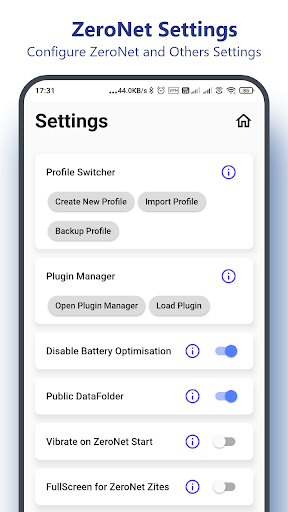 ZeroNet Settings
Configure ZeroNet and Others Settings
17:31 ...44.0KB/s VPN 86
Settings
Profile Switcher
Create New Profile Import Profile
Backup Profile
Plugin Manager
Open Plugin Manager Load Plugin
Disable Battery Optimisation
Public DataFolder
Vibrate on ZeroNet Start
FullScreen for ZeroNet Zites